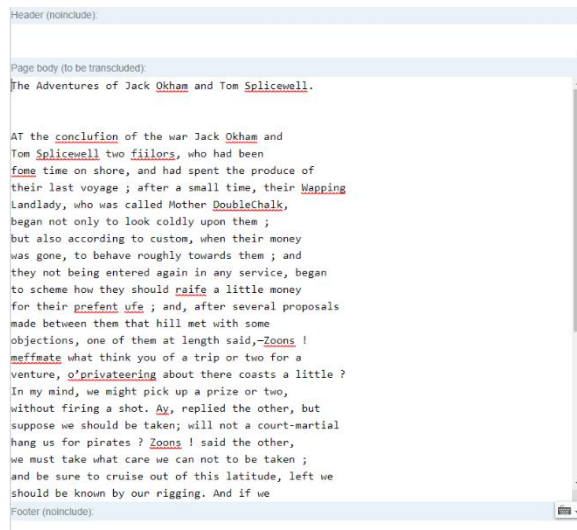 Header (noinclude):
Page body (to be transcluded):
The Adventures of Jack Okham and Tom Splicewell.
AT the conclufion of the war Jack Okham and
Tom Splicewell two fiilors, who had been
fome time on shore, and had spent the produce of
their last voyage ; after a small time, their Wapping
Landlady, who was called Mother DoubleChalk,
began not only to look coldly upon them ;
but also according to custom, when their money
was gone, to behave roughly towards them ; and
they not being entered again in any service, began
to scheme how they should raife a little money
for their prefent ufe ; and, after several proposals
made between them that hill met with some
objections, one of them at length said,—Zoons !
meffmate what think you of a trip or two for a
venture, o'privateering about there coasts a little ?
In my mind, we might pick up a prize or two,
without firing a shot. Ay, replied the other, but
suppose we should be taken; will not a court-martial
hang us for pirates ? Zoons ! said the other,
we must take what care we can not to be taken ;
and be sure to cruise out of this latitude, left we
should be known by our rigging. And if we
Footer (noinclude):